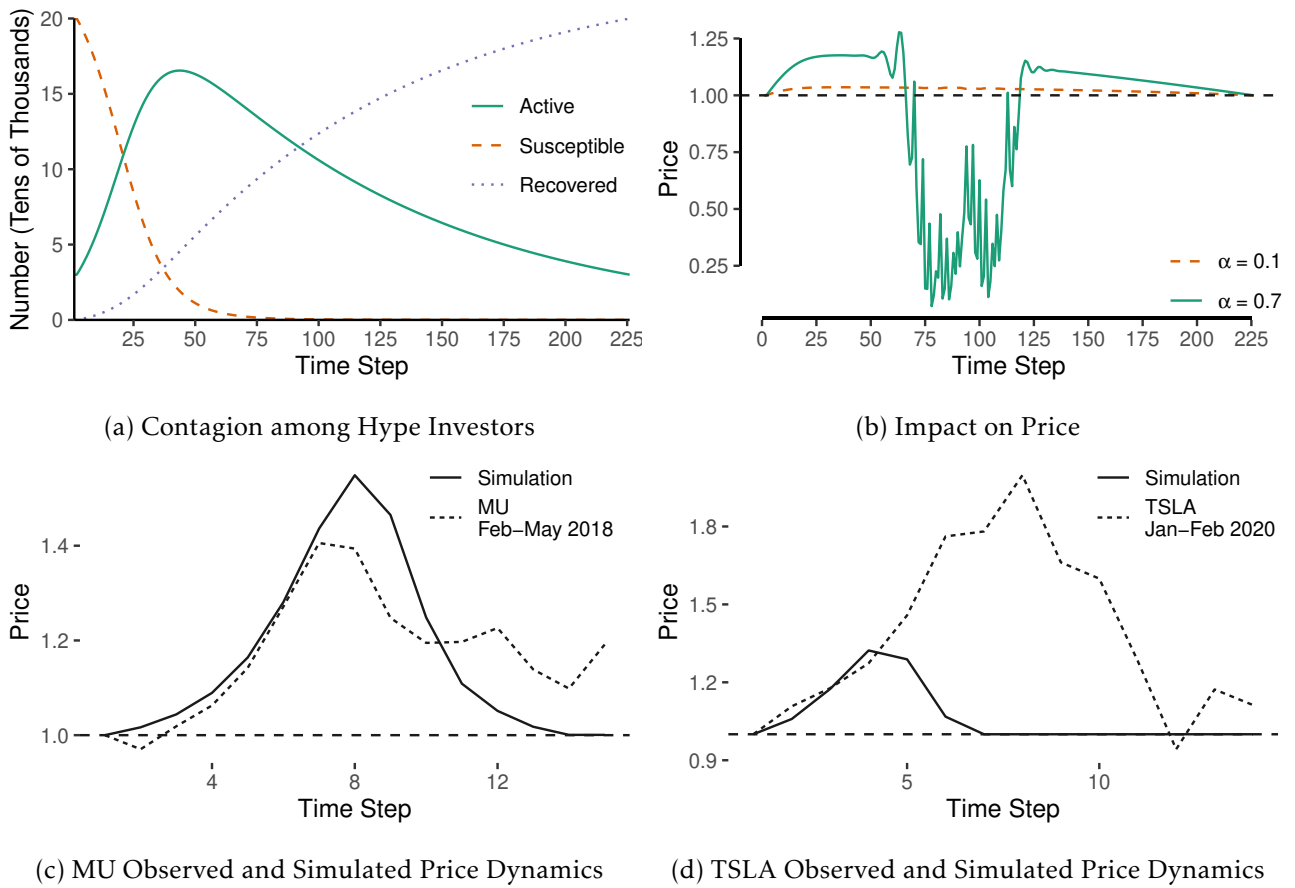 Number (Tens of Thousands)
20
15
10
5
0
Active
Susceptible
Recovered
25
50
75
100
125
150
175
200
225
Time Step
(a) Contagion among Hype Investors
Price
1.25
1.00
0.75
0.50
0.25
α = 0.1
α = 0.7
0
25
50
75
100
125
150
175
200
225
Time Step
(b) Impact on Price
Price
1.4
1.2
1.0
Simulation
MU
Feb−May 2018
4
8
12
Time Step
(c) MU Observed and Simulated Price Dynamics
Price
1.8
1.5
1.2
0.9
Simulation
TSLA
Jan−Feb 2020
5
10
Time Step
(d) TSLA Observed and Simulated Price Dynamics